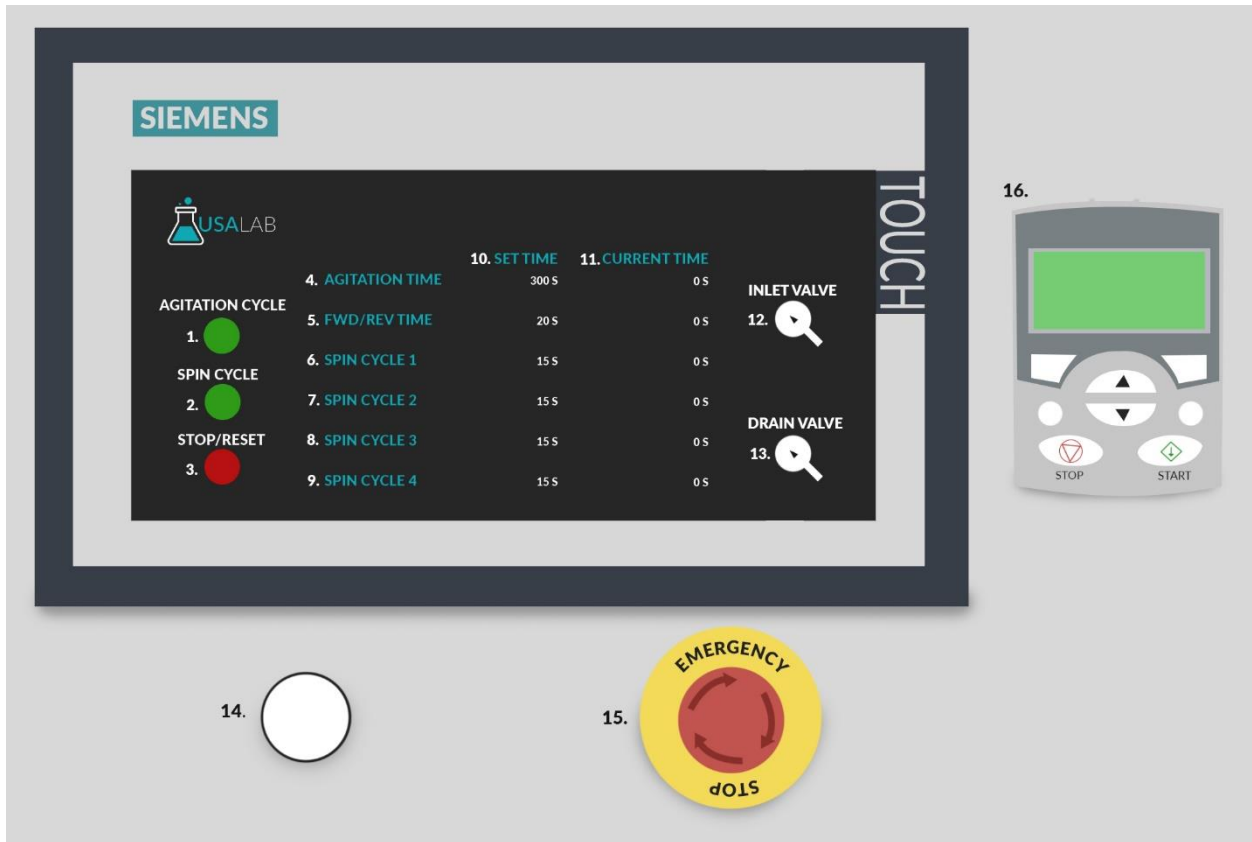 SIEMENS
TOUCH
USALAB
10. SET TIME 11. CURRENT TIME
4. AGITATION TIME 300 S 0 S
5. FWD/REV TIME 20 S 0 S
6. SPIN CYCLE 1 15 S 0 S
7. SPIN CYCLE 2 15 S 0 S
8. SPIN CYCLE 3 15 S 0 S
9. SPIN CYCLE 4 15 S 0 S
AGITATION CYCLE
1.
SPIN CYCLE
2.
STOP/RESET
3.
INLET VALVE
12.
DRAIN VALVE
13.
16.
STOP START
14.
15.
EMERGENCY
STOP